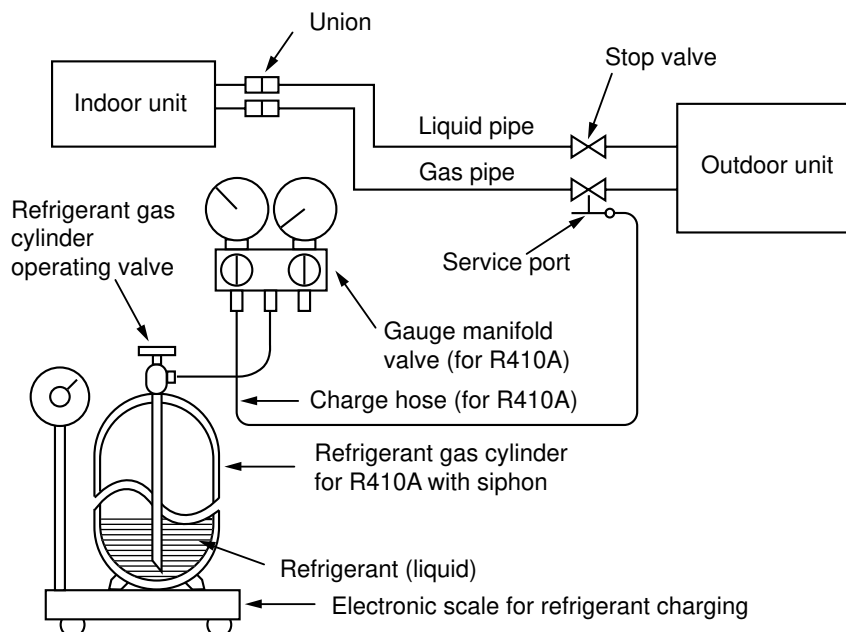 Union
Stop valve
Indoor unit
Liquid pipe
Outdoor unit
Gas pipe
Refrigerant gas
cylinder
operating valve
Service port
Gauge manifold
valve (for R410A)
Charge hose (for R410A)
Refrigerant gas cylinder
for R410A with siphon
Refrigerant (liquid)
Electronic scale for refrigerant charging